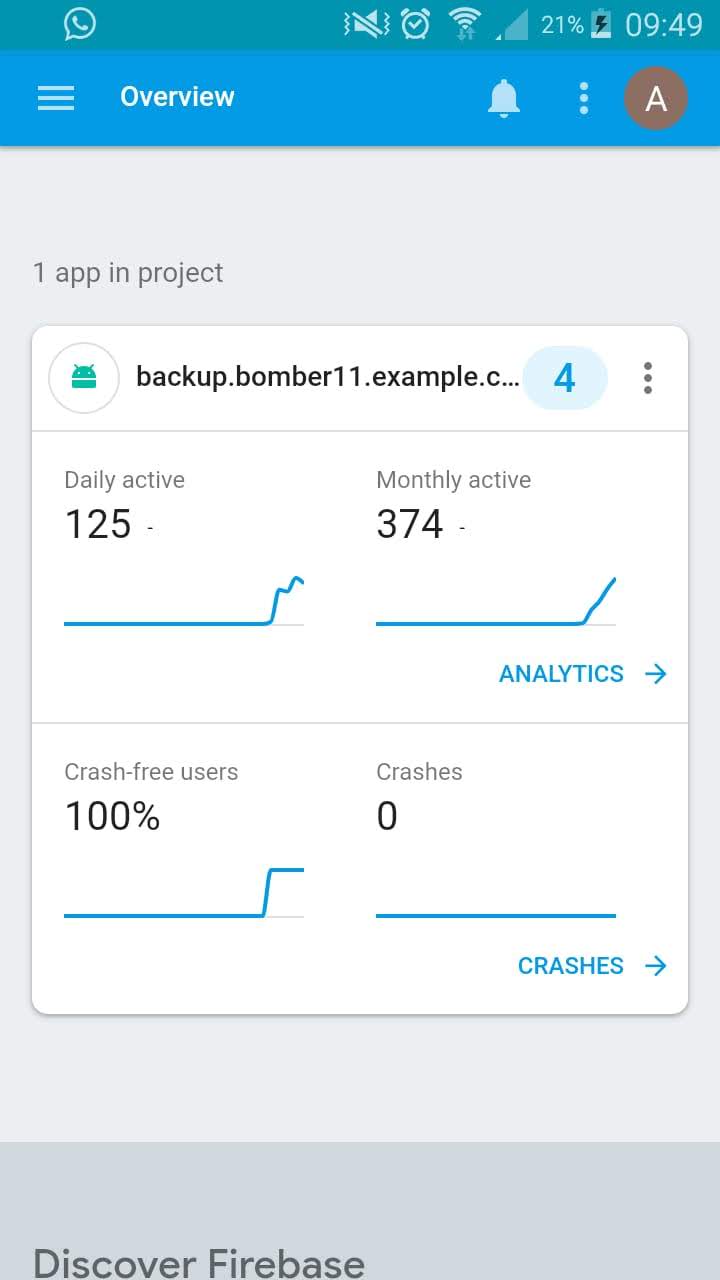 21% 09:49
Overview A
1 app in project
backup.bomber11.example.c... 4
Daily active Monthly active
125 - 374 -
ANALYTICS
Crash-free users Crashes
100% 0
CRASHES
Discover Firebase